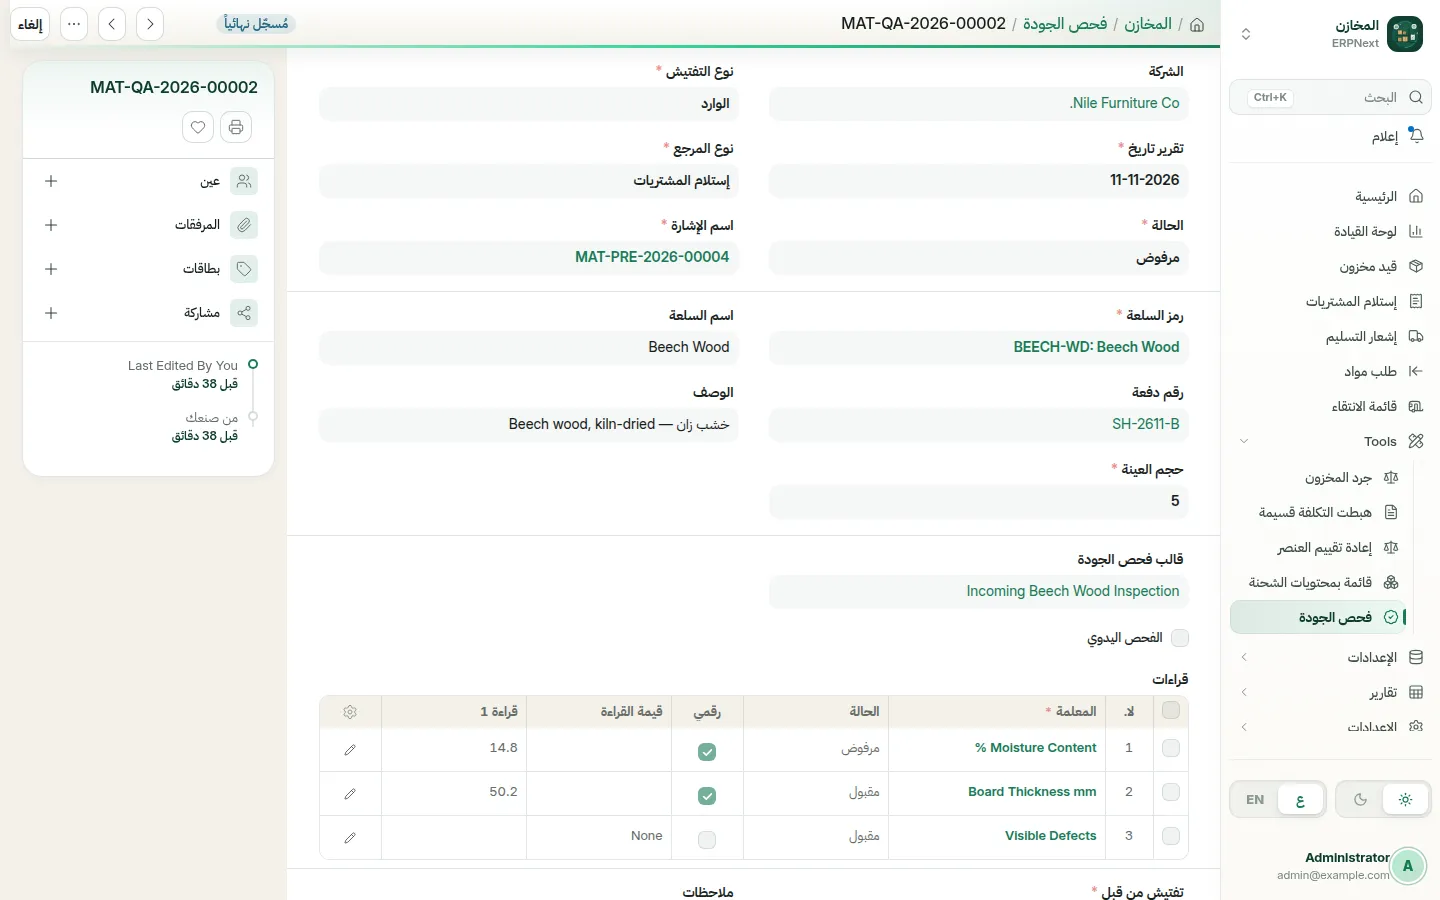 المخازن
ERPNext
البحث
Ctrl+K
إعلام
الرئيسية
لوحة القيادة
قيد مخزون
إستلام المشتريات
إشعار التسليم
طلب مواد
قائمة الانتقاء
Tools
جرد المخزون
هبطت التكلفة قسيمة
إعادة تقييم العنصر
قائمة بمحتويات الشحنة
فحص الجودة
الإعدادات
تقارير
الإعدادات
ع
EN
Administrator
admin@example.com
A
المخازن / فحص الجودة / MAT-QA-2026-00002
مُسجّل نهائياً
إلغاء
الشركة
Nile Furniture Co.
نوع التفتيش *
الوارد
تقرير تاريخ *
11-11-2026
نوع المرجع *
إستلام المشتريات
الحالة *
مرفوض
اسم الإشارة *
MAT-PRE-2026-00004
رمز السلعة *
BEECH-WD: Beech Wood
اسم السلعة
Beech Wood
رقم دفعة
SH-2611-B
الوصف
Beech wood, kiln-dried — خشب زان
حجم العينة *
5
قالب فحص الجودة
Incoming Beech Wood Inspection
الفحص اليدوي
قراءات
لا. المعلمة * الحالة رقمي قيمة القراءة قراءة 1
1 Moisture Content % مرفوض 14.8
2 Board Thickness mm مقبول 50.2
3 Visible Defects مقبول None
تفتيش من قبل *
ملاحظات
MAT-QA-2026-00002
عين
المرفقات
بطاقات
مشاركة
Last Edited By You
قبل 38 دقائق
من صنعك
قبل 38 دقائق